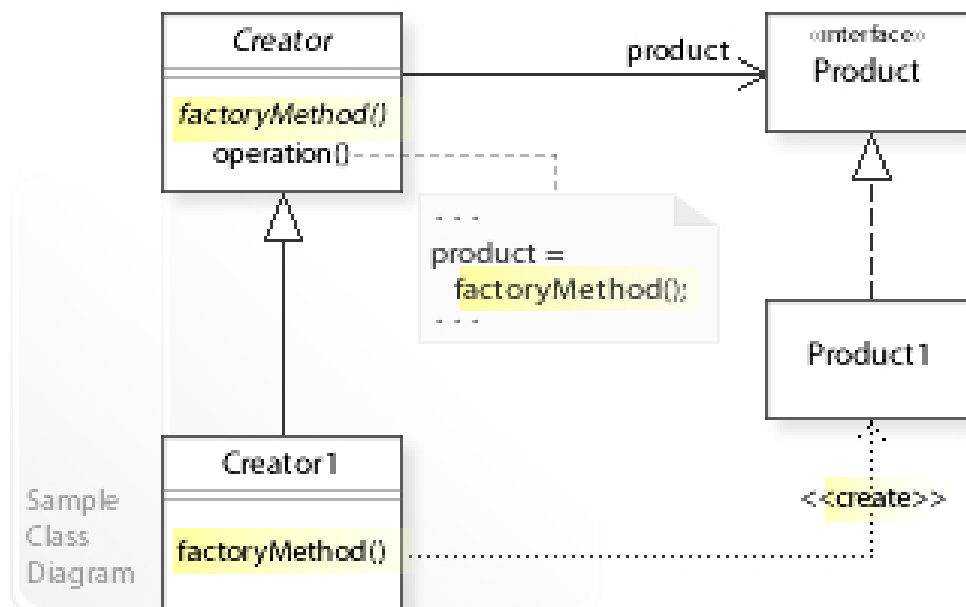 Creator
factoryMethod()
operation()
product
«interface»
Product
- - -
product =
factoryMethod();
- - -
Product1
Creator1
factoryMethod()
<<create>>
Sample
Class
Diagram